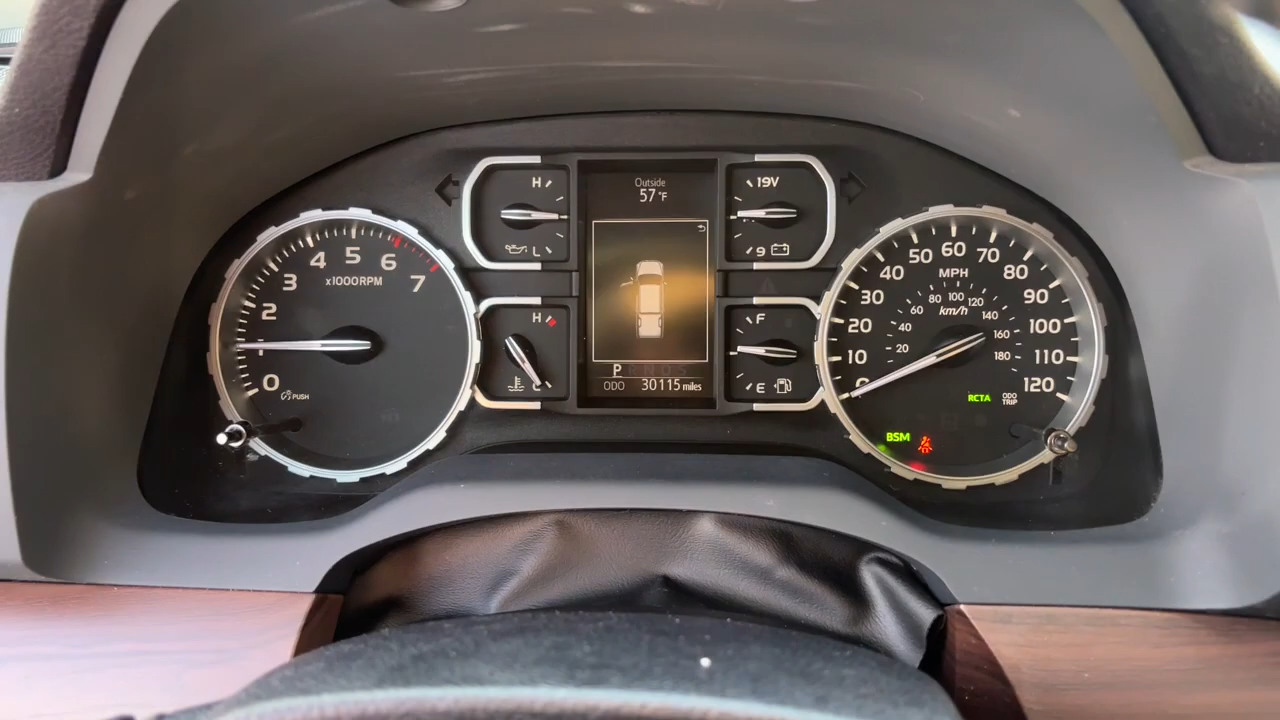 0
1
2
3
4
5
6
7
x1000RPM
PUSH
H
L
H
C
Outside
57°F
P R N D S
ODO 30115 miles
19V
9
F
E
0
10
20
30
40
50
60
70
80
90
100
110
120
MPH
km/h
20
40
60
80
100
120
140
160
180
RCTA
ODO
TRIP
BSM